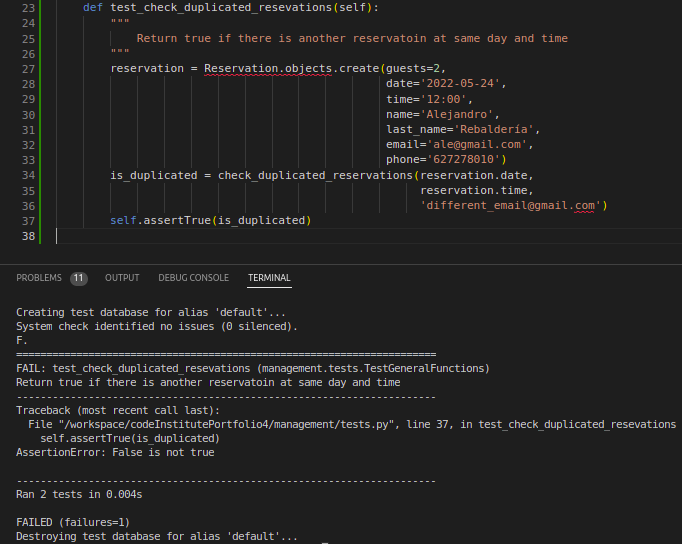 23 def test_check_duplicated_resevations(self):
24 """
25 Return true if there is another reservatoin at same day and time
26 """
27 reservation = Reservation.objects.create(guests=2,
28 date='2022-05-24',
29 time='12:00',
30 name='Alejandro',
31 last_name='Rebaldería',
32 email='ale@gmail.com',
33 phone='627278010')
34 is_duplicated = check_duplicated_reservations(reservation.date,
35 reservation.time,
36 'different_email@gmail.com')
37 self.assertTrue(is_duplicated)
38
PROBLEMS 11 OUTPUT DEBUG CONSOLE TERMINAL
Creating test database for alias 'default'...
System check identified no issues (0 silenced).
F.
======================================================================
FAIL: test_check_duplicated_resevations (management.tests.TestGeneralFunctions)
Return true if there is another reservatoin at same day and time
----------------------------------------------------------------------
Traceback (most recent call last):
File "/workspace/codeInstitutePortfolio4/management/tests.py", line 37, in test_check_duplicated_resevations
self.assertTrue(is_duplicated)
AssertionError: False is not true
----------------------------------------------------------------------
Ran 2 tests in 0.004s
FAILED (failures=1)
Destroying test database for alias 'default'...